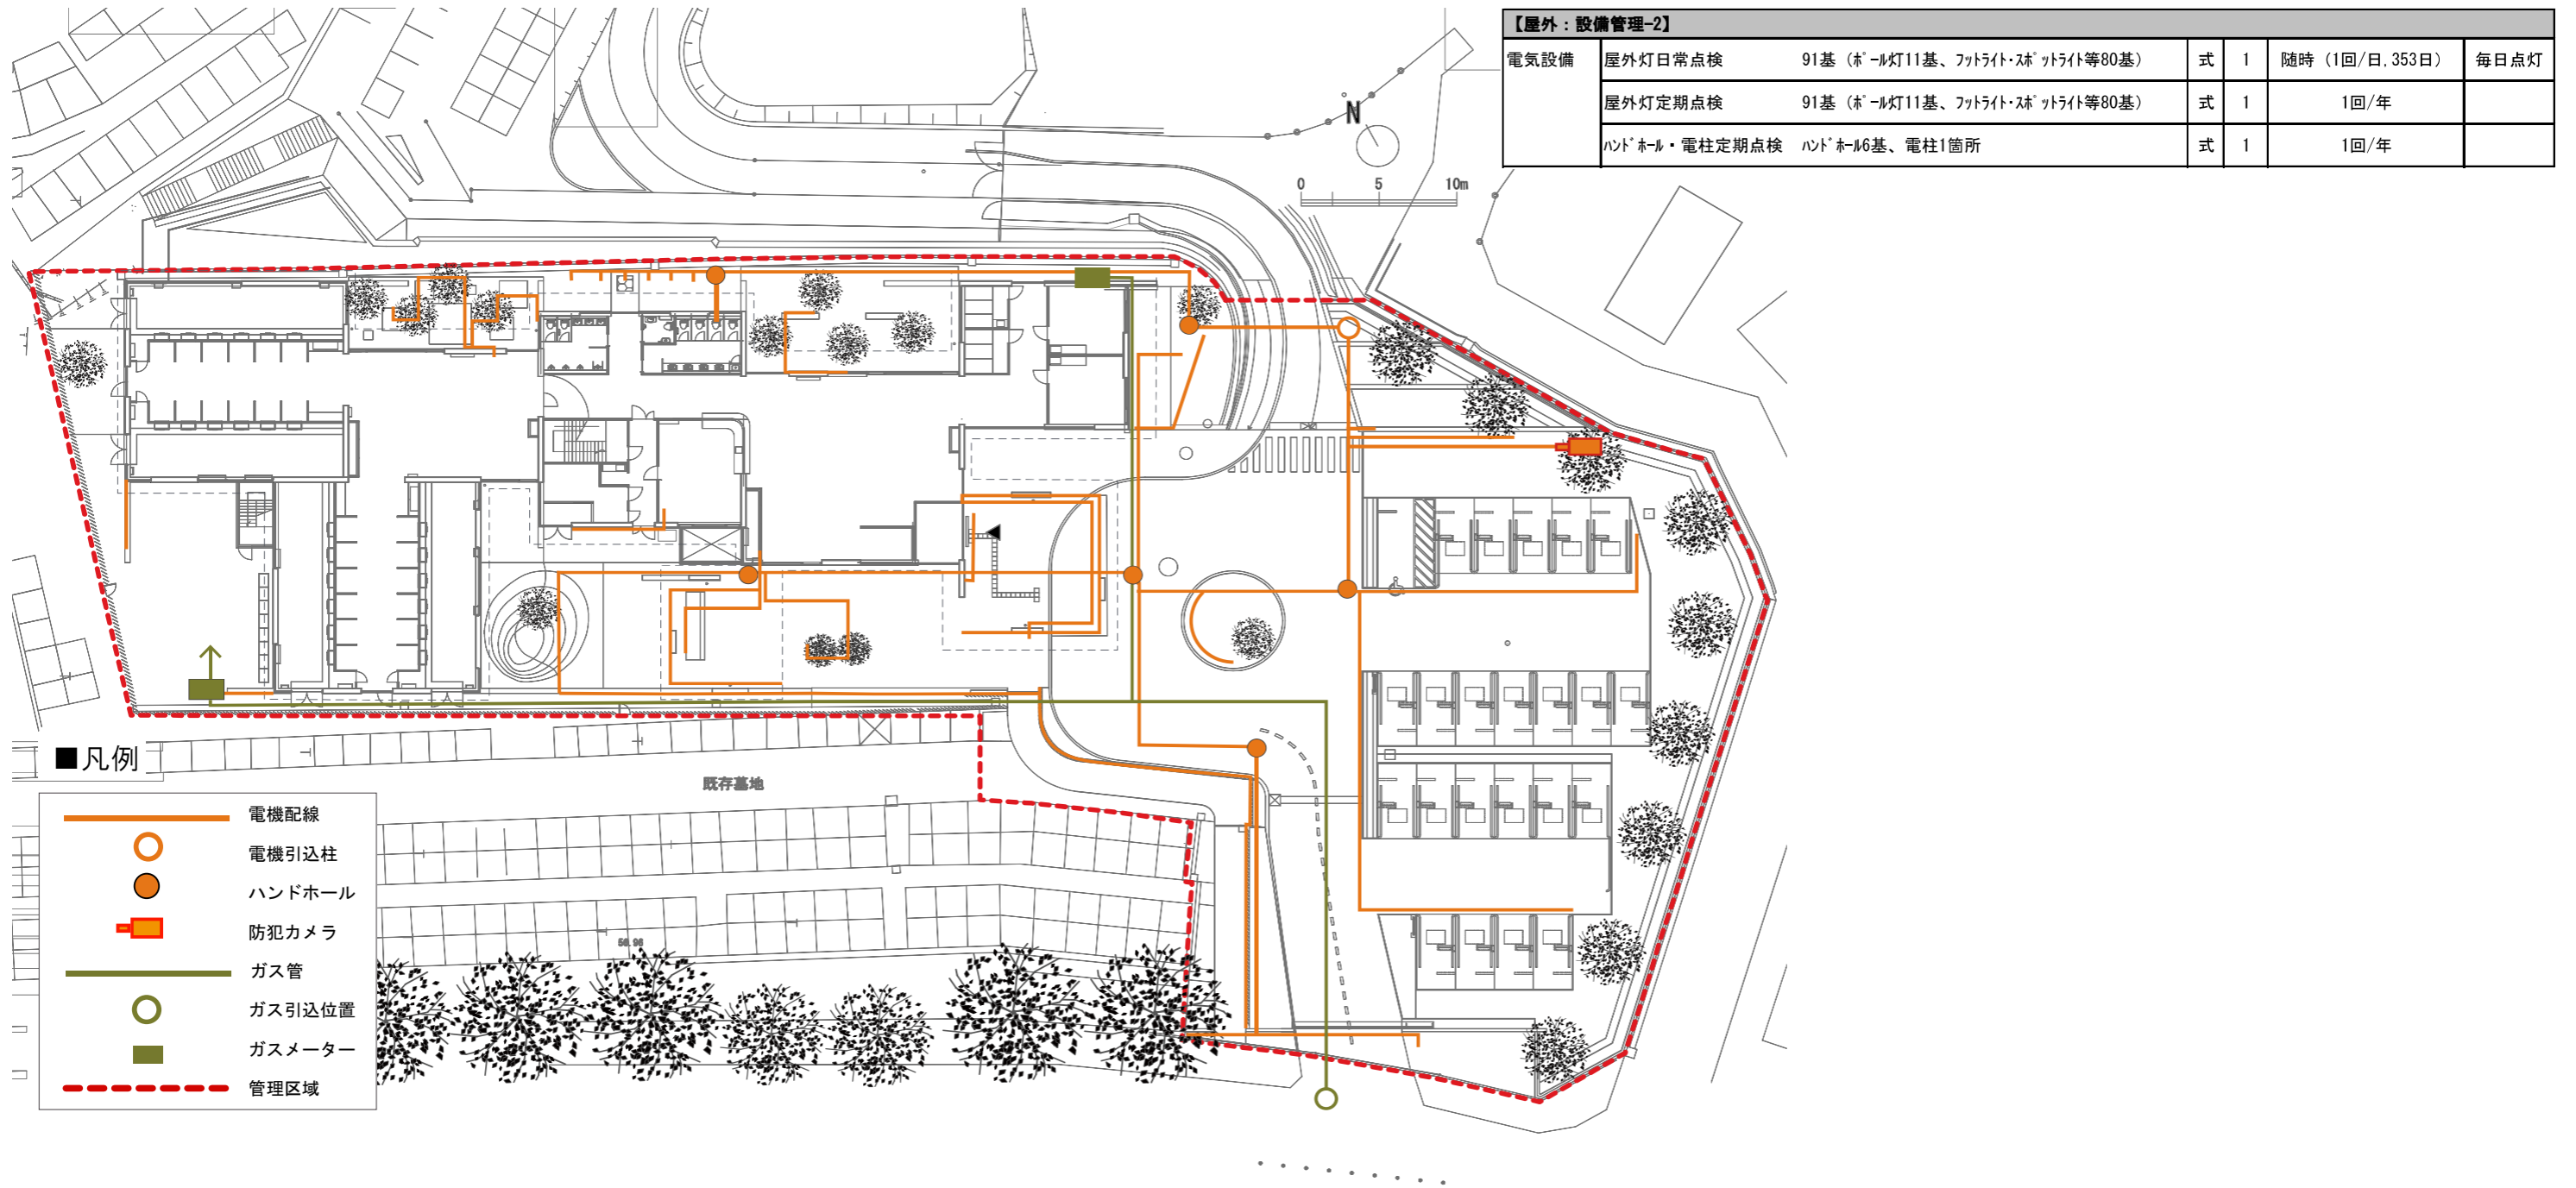 【屋外：設備管理-2】
電気設備 屋外灯日常点検 91基（ﾎﾟｰﾙ灯11基、ﾌｯﾄﾗｲﾄ・ｽﾎﾟｯﾄﾗｲﾄ等80基） 式 1 随時（1回/日,353日） 毎日点灯
屋外灯定期点検 91基（ﾎﾟｰﾙ灯11基、ﾌｯﾄﾗｲﾄ・ｽﾎﾟｯﾄﾗｲﾄ等80基） 式 1 1回/年
ﾊﾝﾄﾞﾎｰﾙ・電柱定期点検 ﾊﾝﾄﾞﾎｰﾙ6基、電柱1箇所 式 1 1回/年
N
0 5 10m
既存墓地
50.98
■凡例
電機配線
電機引込柱
ハンドホール
防犯カメラ
ガス管
ガス引込位置
ガスメーター
管理区域